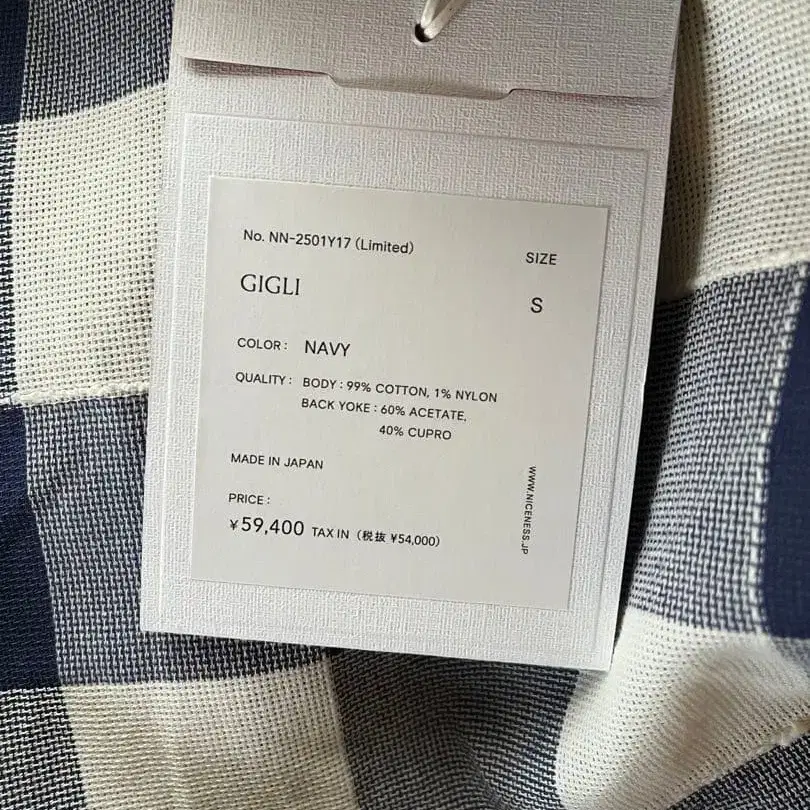 No. NN-2501Y17 (Limited)
SIZE
GIGLI
S
COLOR : NAVY
QUALITY : BODY : 99% COTTON, 1% NYLON
BACK YOKE : 60% ACETATE,
40% CUPRO
MADE IN JAPAN
WWW.NICENESS.JP
PRICE :
¥59,400 TAX IN (税抜 ¥54,000)